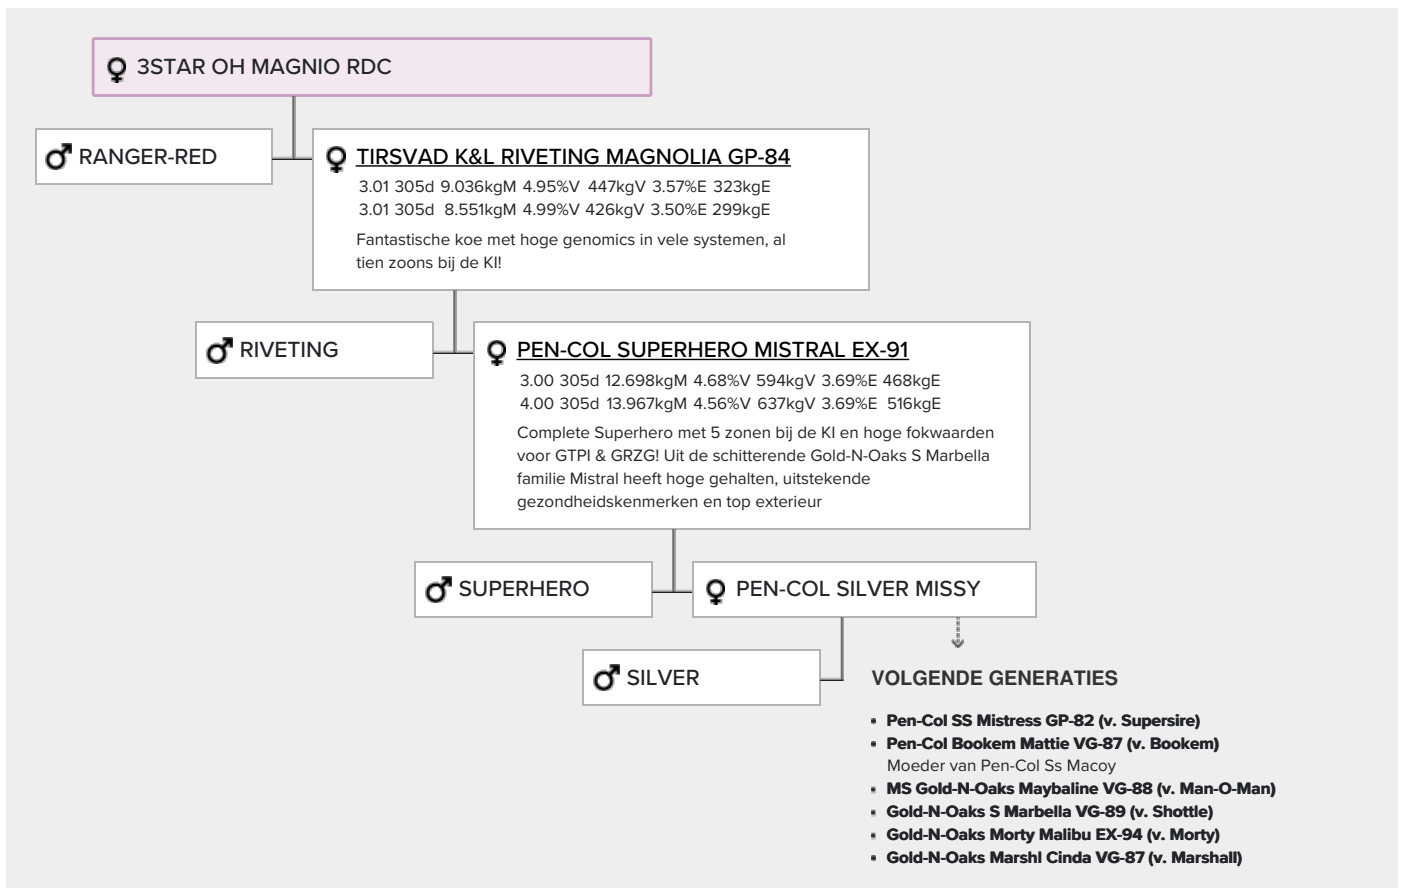 3STAR OH MAGNIO RDC
RANGER-RED
TIRSVAD K&L RIVETING MAGNOLIA GP-84
3.01 305d 9.036kgM 4.95%V 447kgV 3.57%E 323kgE
3.01 305d 8.551kgM 4.99%V 426kgV 3.50%E 299kgE
Fantastische koe met hoge genomics in vele systemen, al
tien zoons bij de KI!
RIVETING
PEN-COL SUPERHERO MISTRAL EX-91
3.00 305d 12.698kgM 4.68%V 594kgV 3.69%E 468kgE
4.00 305d 13.967kgM 4.56%V 637kgV 3.69%E 516kgE
Complete Superhero met 5 zonen bij de KI en hoge fokwaarden
voor GTPI & GRZG! Uit de schitterende Gold-N-Oaks S Marbella
familie Mistral heeft hoge gehalten, uitstekende
gezondheidskenmerken en top exterieur
SUPERHERO
PEN-COL SILVER MISSY
SILVER
VOLGENDE GENERATIES
Pen-Col SS Mistress GP-82 (v. Supersire)
Pen-Col Bookem Mattie VG-87 (v. Bookem)
Moeder van Pen-Col Ss Macoy
MS Gold-N-Oaks Maybaline VG-88 (v. Man-O-Man)
Gold-N-Oaks S Marbella VG-89 (v. Shottle)
Gold-N-Oaks Morty Malibu EX-94 (v. Morty)
Gold-N-Oaks Marshl Cinda VG-87 (v. Marshall)